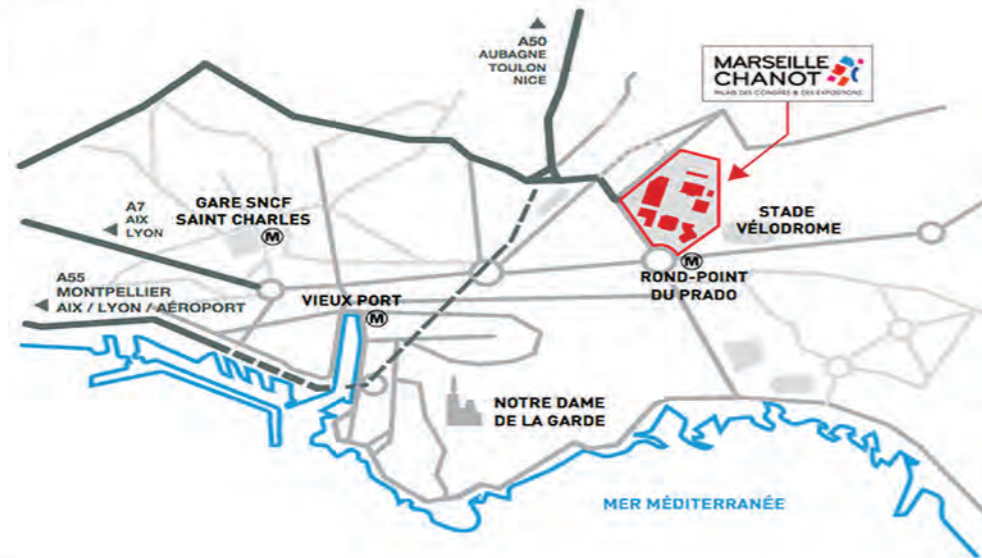 A50
AUBAGNE
TOULON
NICE
MARSEILLE
CHANOT
PALAIS DES CONGRÈS & DES EXPOSITIONS
A7
AIX
LYON
GARE SNCF
SAINT CHARLES
M
STADE
VÉLODROME
M
ROND-POINT
DU PRADO
A55
MONTPELLIER
AIX / LYON / AÉROPORT
VIEUX PORT
M
NOTRE DAME
DE LA GARDE
MER MÉDITERRANÉE